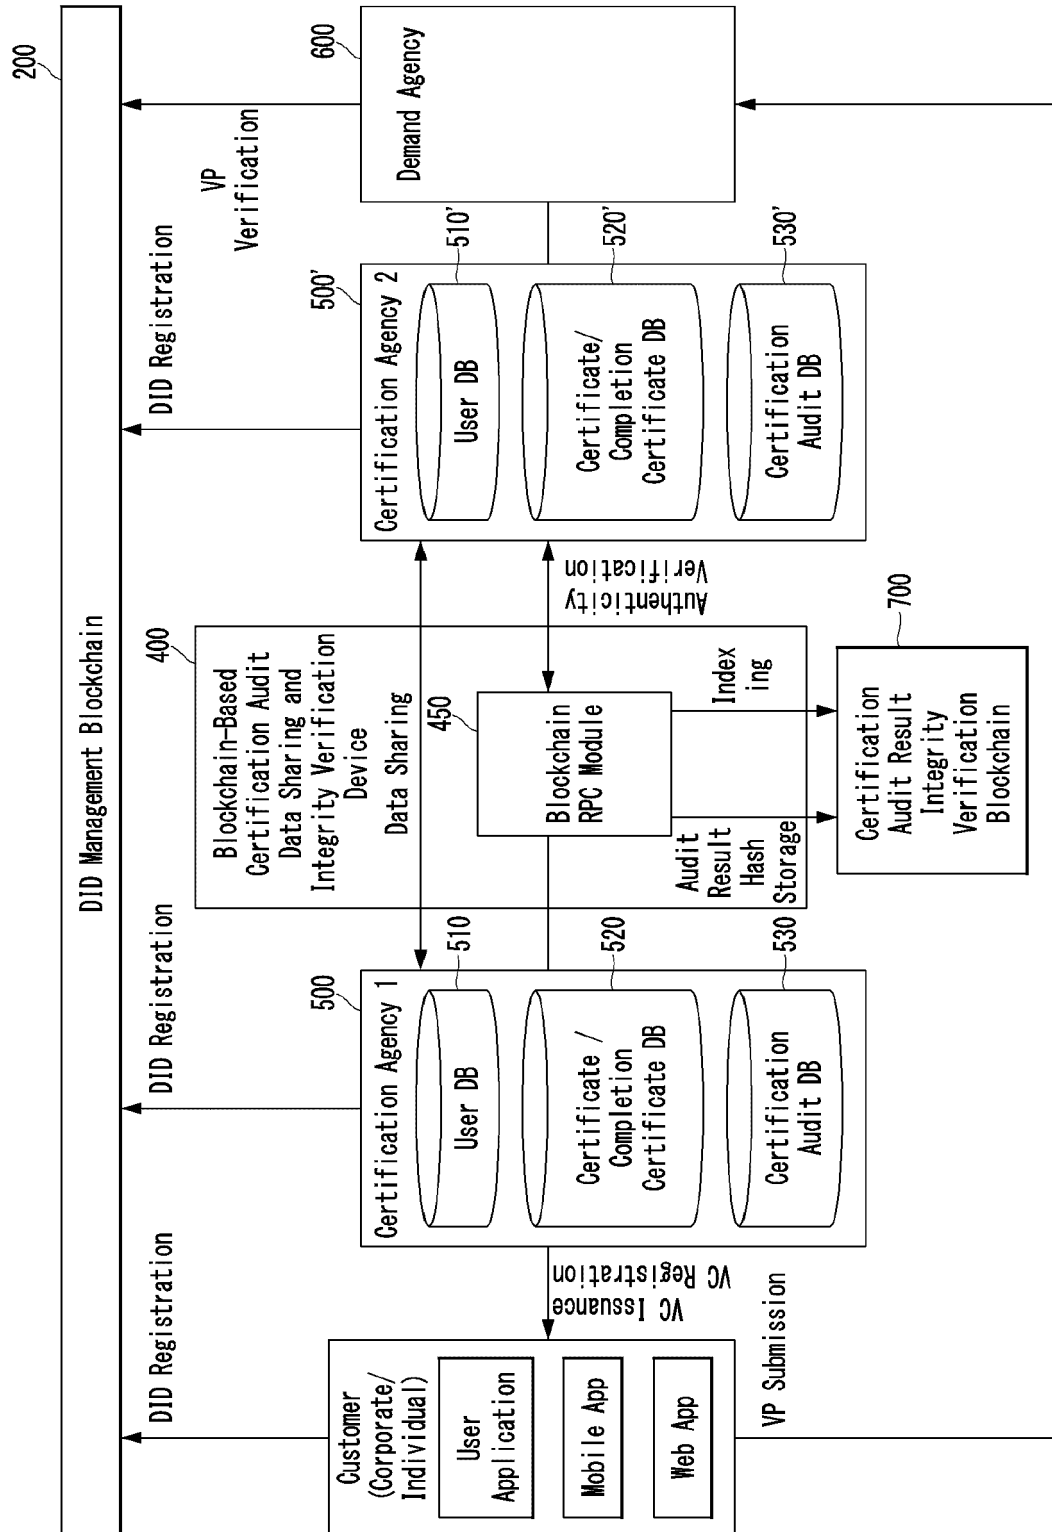 200
DID Management Blockchain
DID Registration
DID Registration
DID Registration
VP
Verification
Customer
(Corporate/
Individual)
User
Application
Mobile App
Web App
VC Issuance
VC Registration
VP Submission
500
Certification Agency 1
510
User DB
520
Certificate /
Completion
Certificate DB
530
Certification
Audit DB
400
Blockchain-Based
Certification Audit
Data Sharing and
Integrity Verification
Device
Data Sharing
450
Blockchain
RPC Module
Authenticity
Verification
Audit
Result
Hash
Storage
Index
ing
700
Certification
Audit Result
Integrity
Verification
Blockchain
500'
Certification Agency 2
510'
User DB
520'
Certificate/
Completion
Certificate DB
530'
Certification
Audit DB
600
Demand Agency